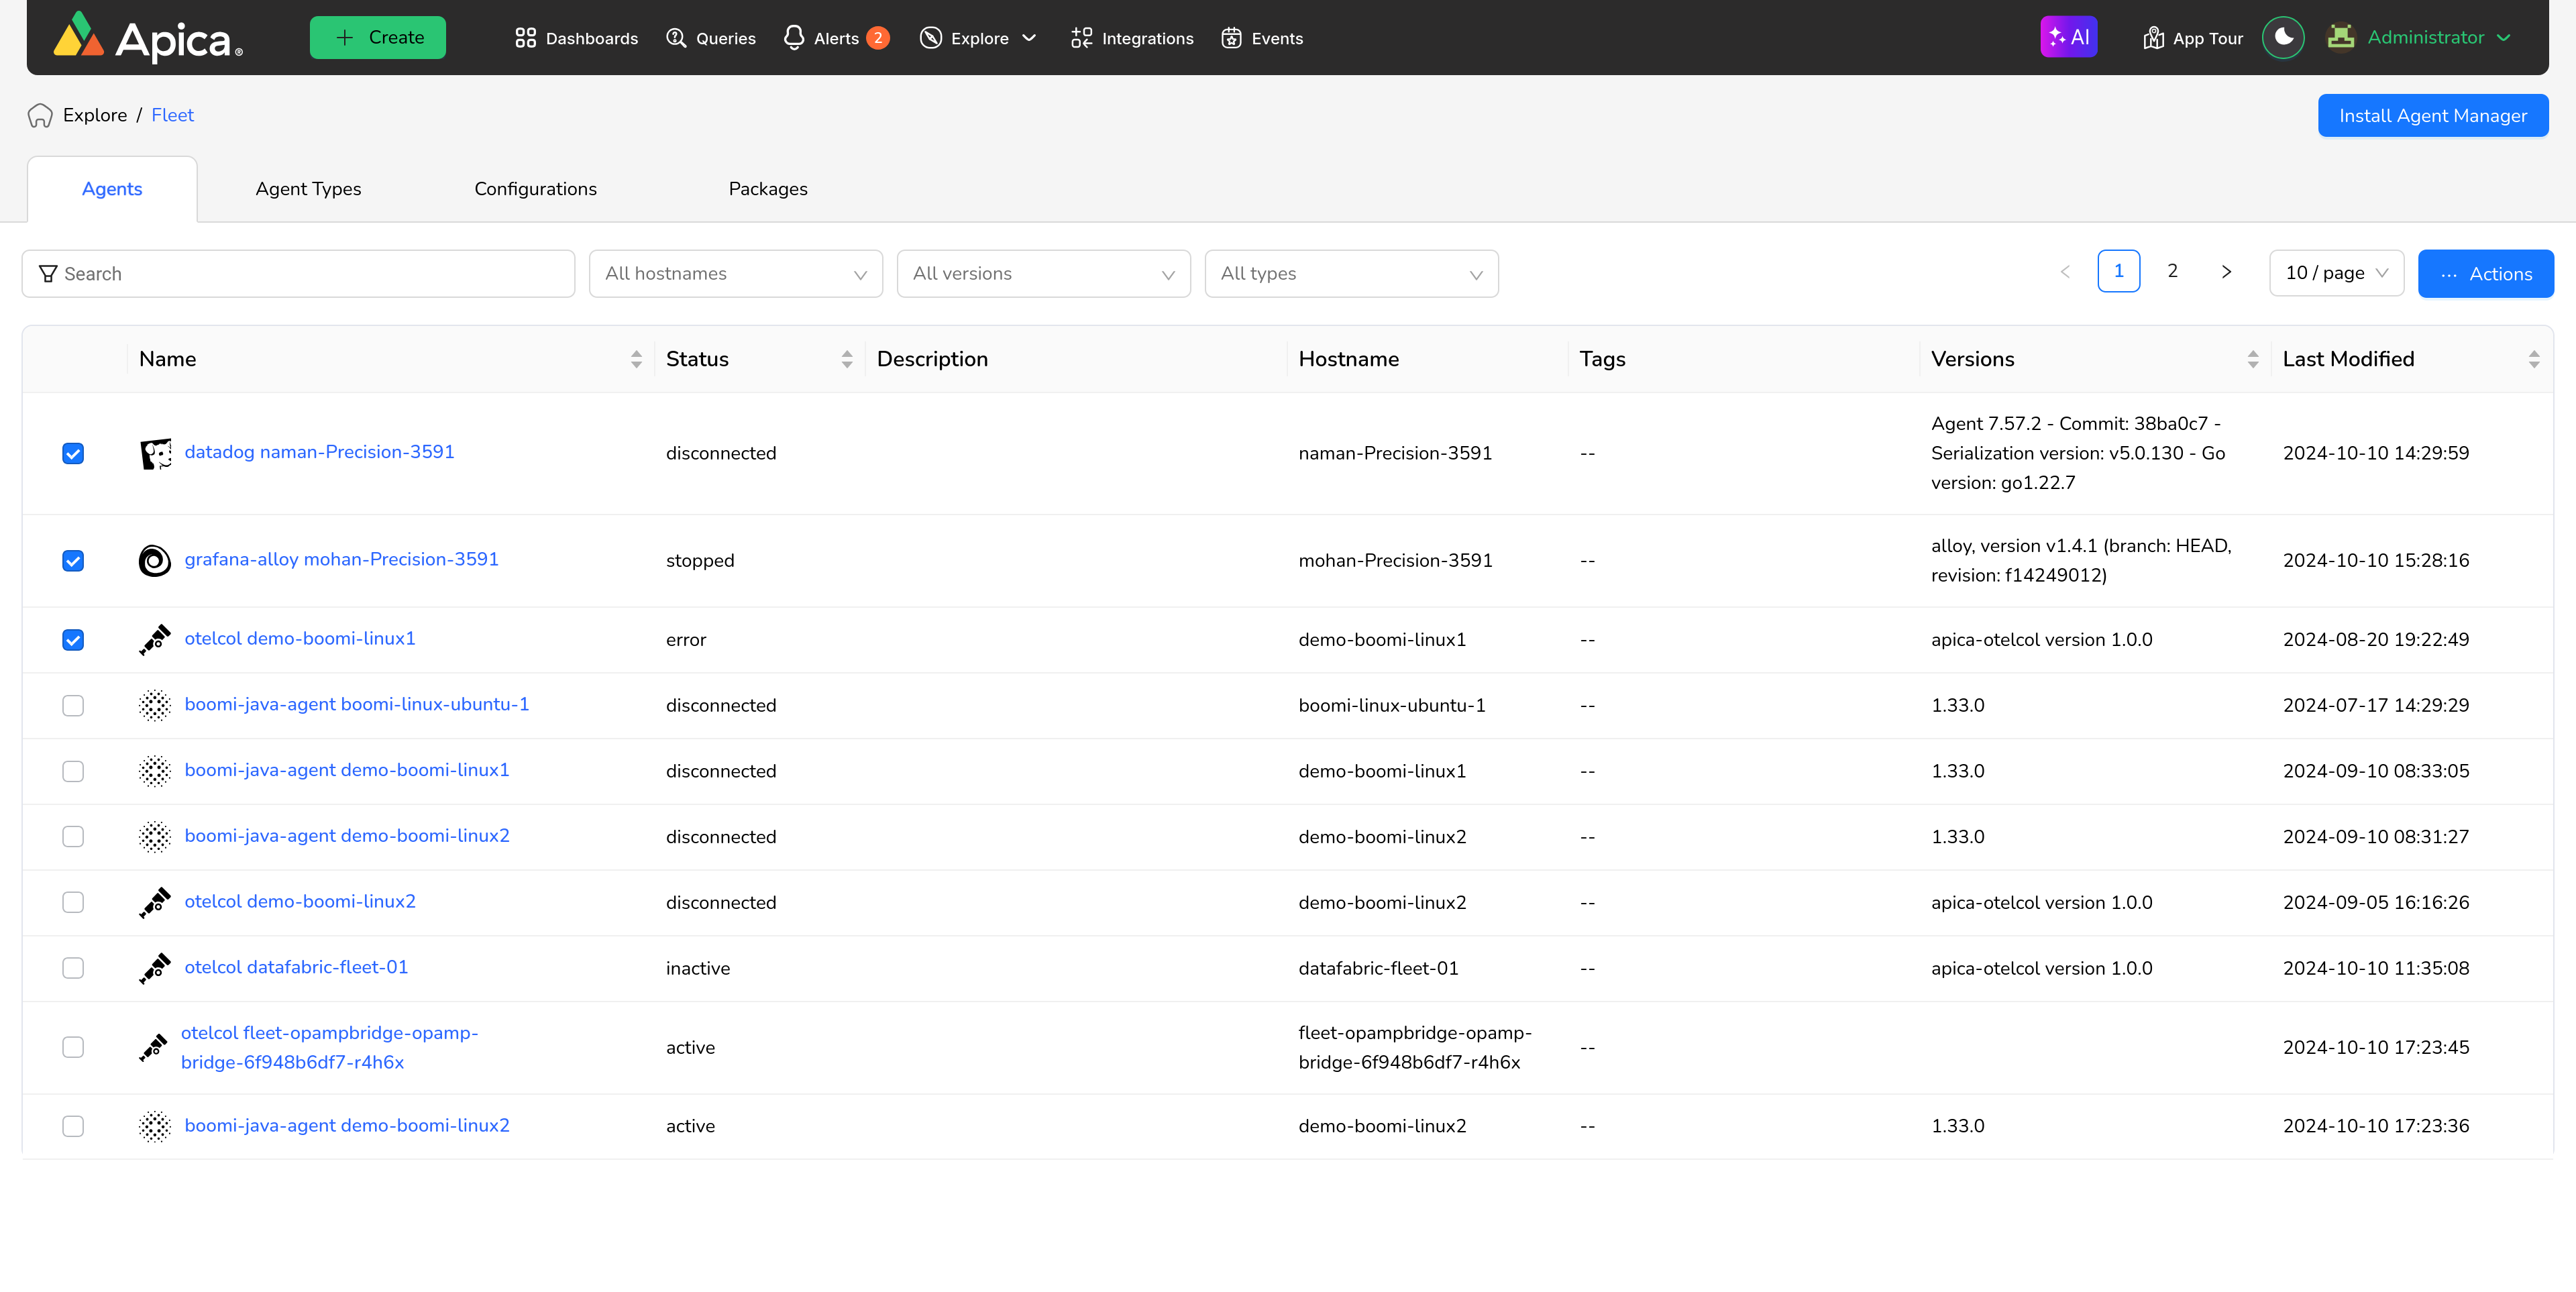 Apica®
+ Create
Dashboards
Queries
Alerts 2
Explore
Integrations
Events
AI
App Tour
Administrator
Explore / Fleet
Install Agent Manager
Agents
Agent Types
Configurations
Packages
Search
All hostnames
All versions
All types
< 1 2 >
10 / page
··· Actions
Name Status Description Hostname Tags Versions Last Modified
datadog naman-Precision-3591 disconnected naman-Precision-3591 -- Agent 7.57.2 - Commit: 38ba0c7 - 2024-10-10 14:29:59
Serialization version: v5.0.130 - Go
version: go1.22.7
grafana-alloy mohan-Precision-3591 stopped mohan-Precision-3591 -- alloy, version v1.4.1 (branch: HEAD, 2024-10-10 15:28:16
revision: f14249012)
otelcol demo-boomi-linux1 error demo-boomi-linux1 -- apica-otelcol version 1.0.0 2024-08-20 19:22:49
boomi-java-agent boomi-linux-ubuntu-1 disconnected boomi-linux-ubuntu-1 -- 1.33.0 2024-07-17 14:29:29
boomi-java-agent demo-boomi-linux1 disconnected demo-boomi-linux1 -- 1.33.0 2024-09-10 08:33:05
boomi-java-agent demo-boomi-linux2 disconnected demo-boomi-linux2 -- 1.33.0 2024-09-10 08:31:27
otelcol demo-boomi-linux2 disconnected demo-boomi-linux2 -- apica-otelcol version 1.0.0 2024-09-05 16:16:26
otelcol datafabric-fleet-01 inactive datafabric-fleet-01 -- apica-otelcol version 1.0.0 2024-10-10 11:35:08
otelcol fleet-opampbridge-opamp- active fleet-opampbridge-opamp- -- 2024-10-10 17:23:45
bridge-6f948b6df7-r4h6x bridge-6f948b6df7-r4h6x
boomi-java-agent demo-boomi-linux2 active demo-boomi-linux2 -- 1.33.0 2024-10-10 17:23:36